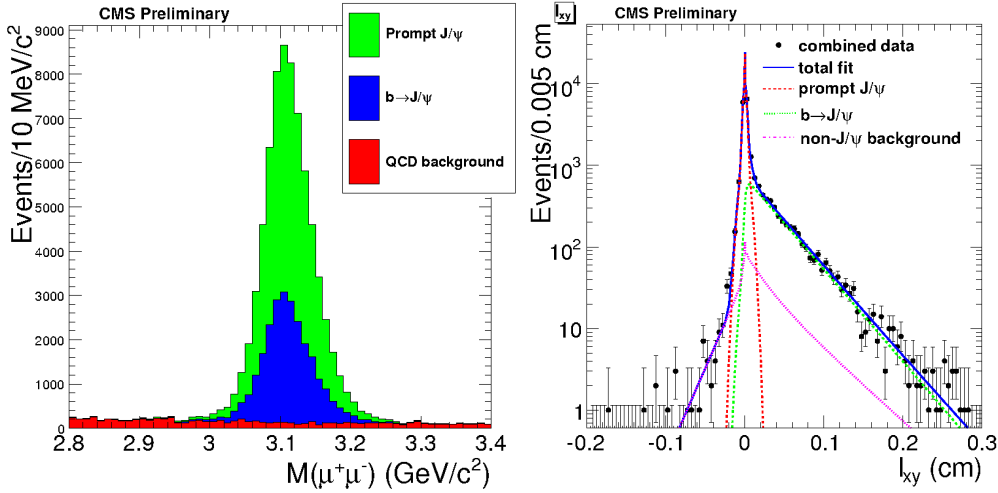 CMS Preliminary
Events/10 MeV/c²
9000
8000
7000
6000
5000
4000
3000
2000
1000
0
2.8 2.9 3 3.1 3.2 3.3 3.4
M(μ⁺μ⁻) (GeV/c²)
Prompt J/ψ
b→J/ψ
QCD background
l_xy
CMS Preliminary
Events/0.005 cm
10⁴
10³
10²
10
1
-0.2 -0.1 0 0.1 0.2 0.3
l_xy (cm)
combined data
total fit
prompt J/ψ
b→J/ψ
non-J/ψ background